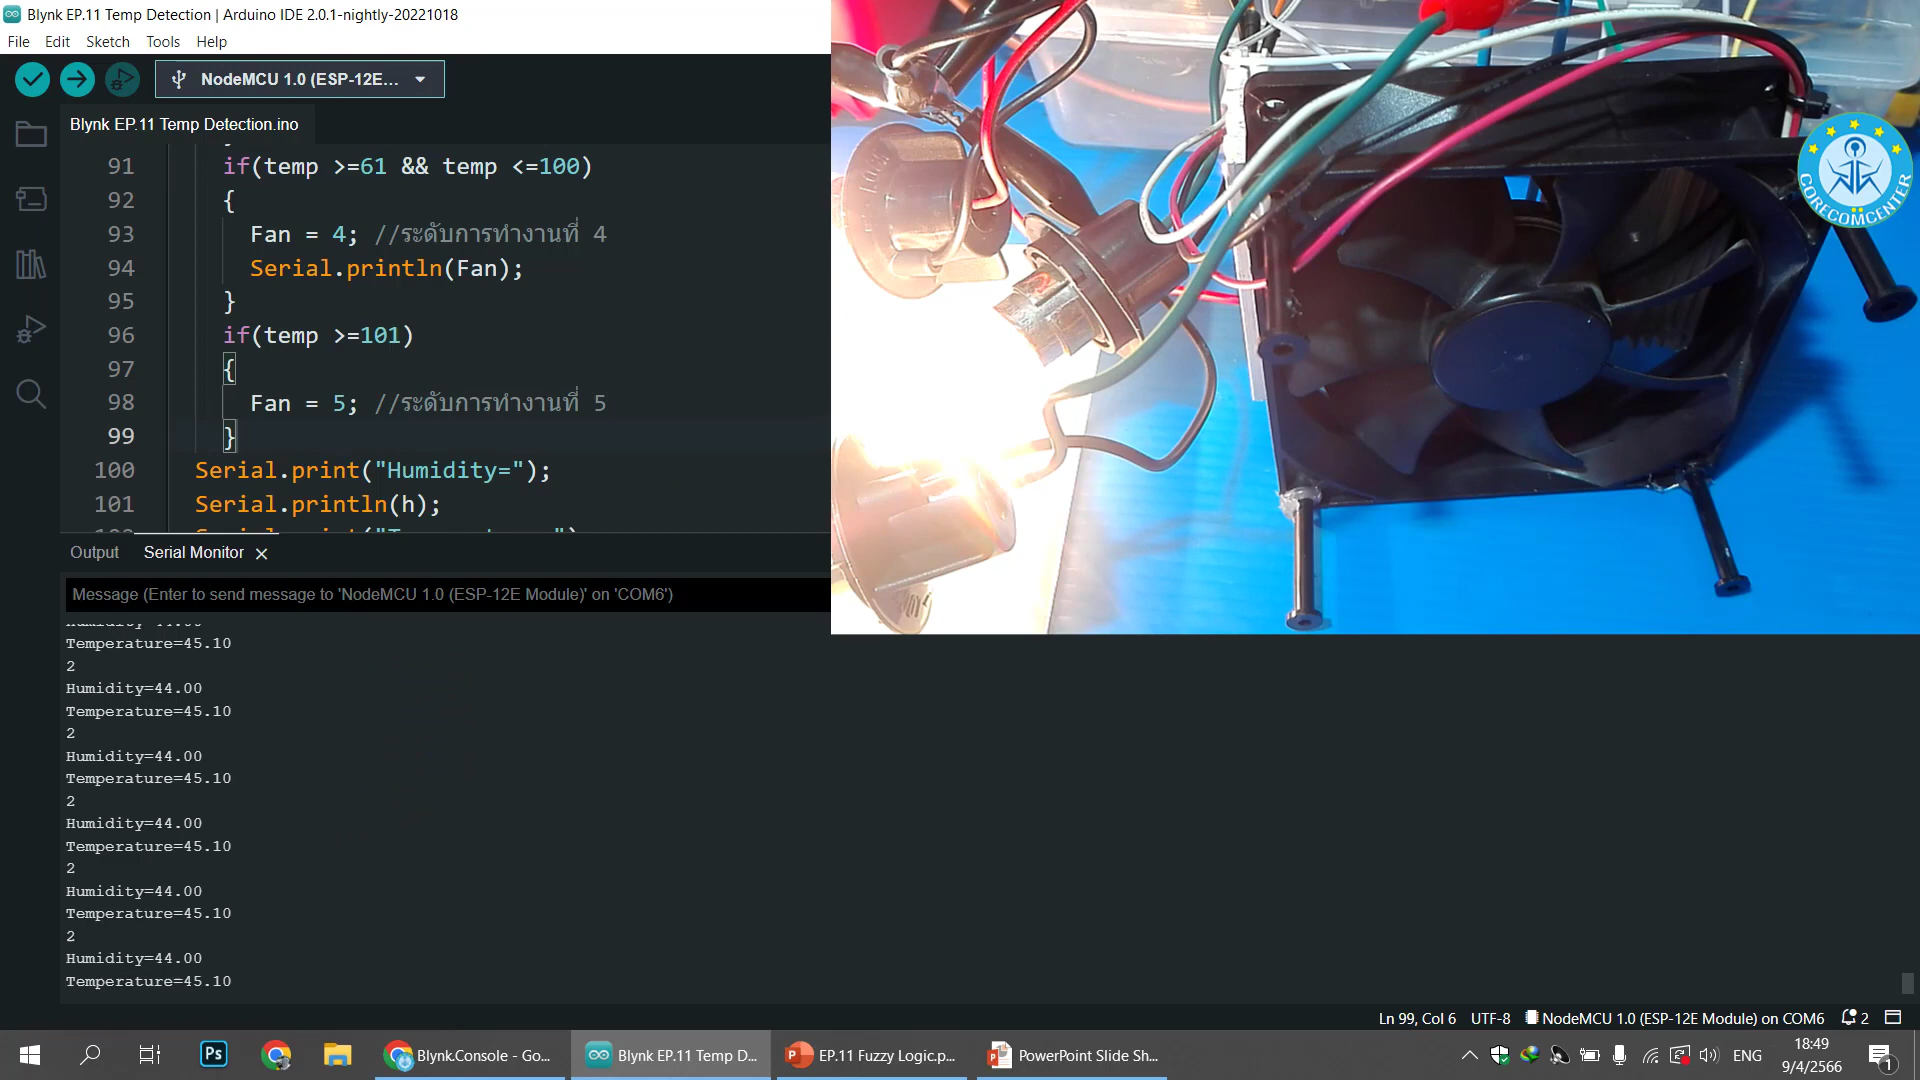 Blynk EP.11 Temp Detection | Arduino IDE 2.0.1-nightly-20221018
File Edit Sketch Tools Help
NodeMCU 1.0 (ESP-12E...
Blynk EP.11 Temp Detection.ino
91 if(temp >=61 && temp <=100)
92 {
93 Fan = 4; //ระดับการทำงานที่ 4
94 Serial.println(Fan);
95 }
96 if(temp >=101)
97 {
98 Fan = 5; //ระดับการทำงานที่ 5
99 }
100 Serial.print("Humidity=");
101 Serial.println(h);
CORECOMCENTER
Output Serial Monitor
Message (Enter to send message to 'NodeMCU 1.0 (ESP-12E Module)' on 'COM6')
Humidity=44.00
Temperature=45.10
2
Humidity=44.00
Temperature=45.10
2
Humidity=44.00
Temperature=45.10
2
Humidity=44.00
Temperature=45.10
2
Humidity=44.00
Temperature=45.10
2
Humidity=44.00
Temperature=45.10
Ln 99, Col 6 UTF-8 NodeMCU 1.0 (ESP-12E Module) on COM6 2
Ps
Blynk.Console - Go...
Blynk EP.11 Temp D...
EP.11 Fuzzy Logic.p...
PowerPoint Slide Sh...
ENG
18:49
9/4/2566
1